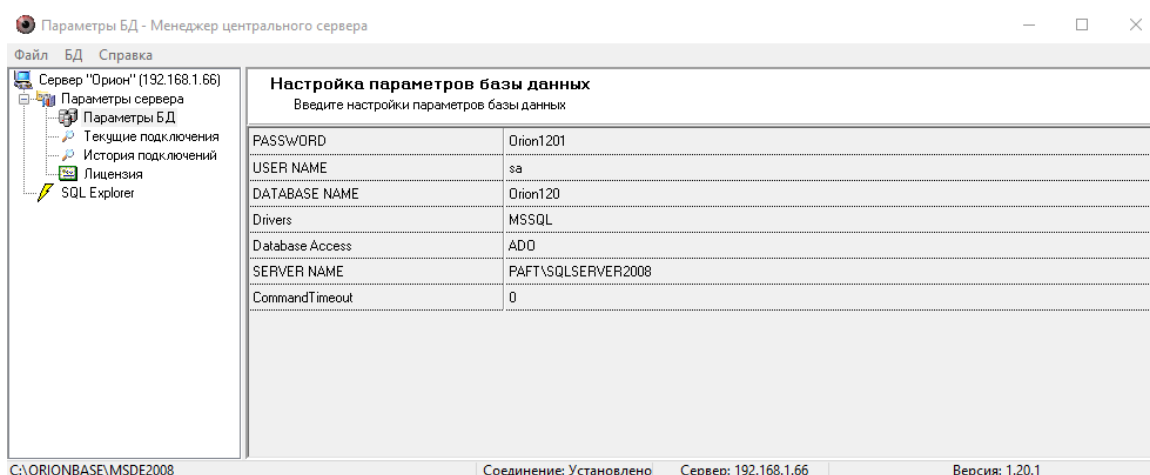 Параметры БД - Менеджер центрального сервера
Файл БД Справка
Сервер "Орион" (192.168.1.66)
Параметры сервера
Параметры БД
Текущие подключения
История подключений
Лицензия
SQL Explorer
Настройка параметров базы данных
Введите настройки параметров базы данных
PASSWORD Orion1201
USER NAME sa
DATABASE NAME Orion120
Drivers MSSQL
Database Access ADO
SERVER NAME PAFT\SQLSERVER2008
CommandTimeout 0
C:\ORIONBASE\MSDE2008 Соединение: Установлено Сервер: 192.168.1.66 Версия: 1.20.1